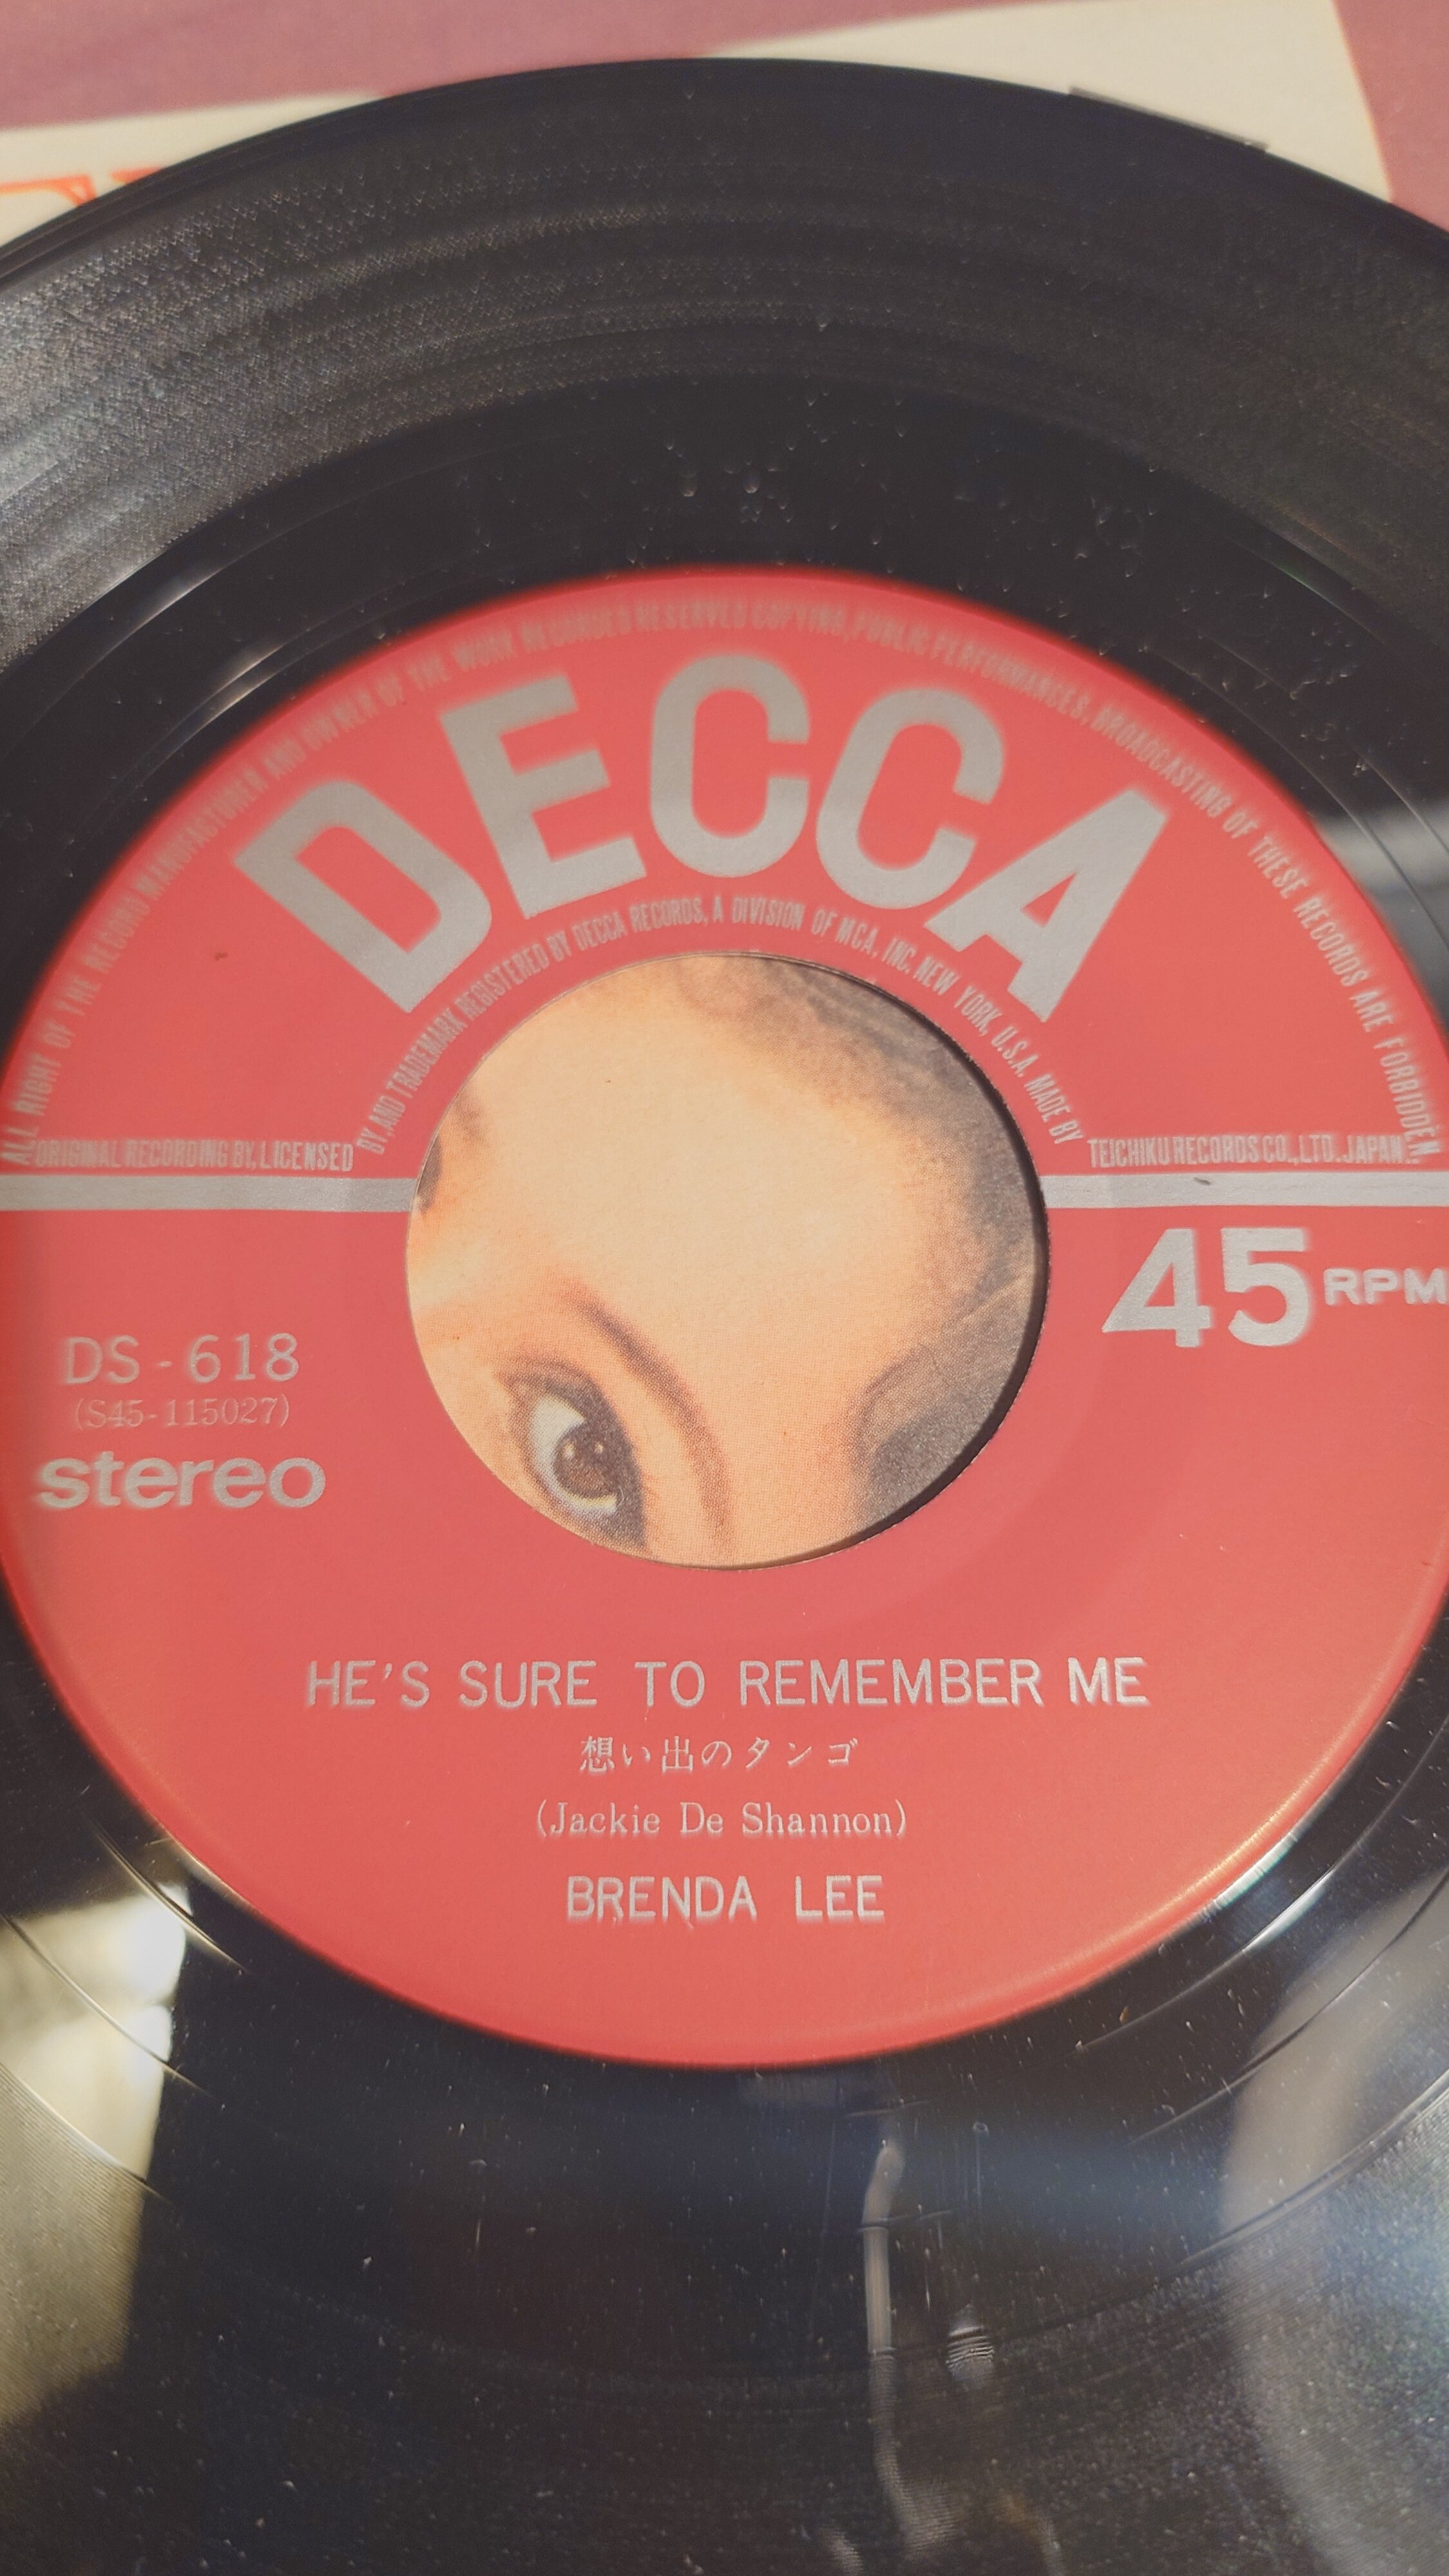 ALL RIGHT OF THE RECORD MANUFACTURER AND OWNER OF THE WORK RECORDED RESERVED COPYING, PUBLIC PERFORMANCES, BROADCASTING OF THESE RECORDS ARE FORBIDDEN.
DECCA
ORIGINAL RECORDING BY, LICENSED BY, AND TRADEMARK REGISTERED BY DECCA RECORDS, A DIVISION OF MCA, INC. NEW YORK, U.S.A. MADE BY TEICHIKU RECORDS CO., LTD. JAPAN.
45 RPM
DS-618
(S45-115027)
stereo
HE'S SURE TO REMEMBER ME
想い出のタンゴ
(Jackie De Shannon)
BRENDA LEE